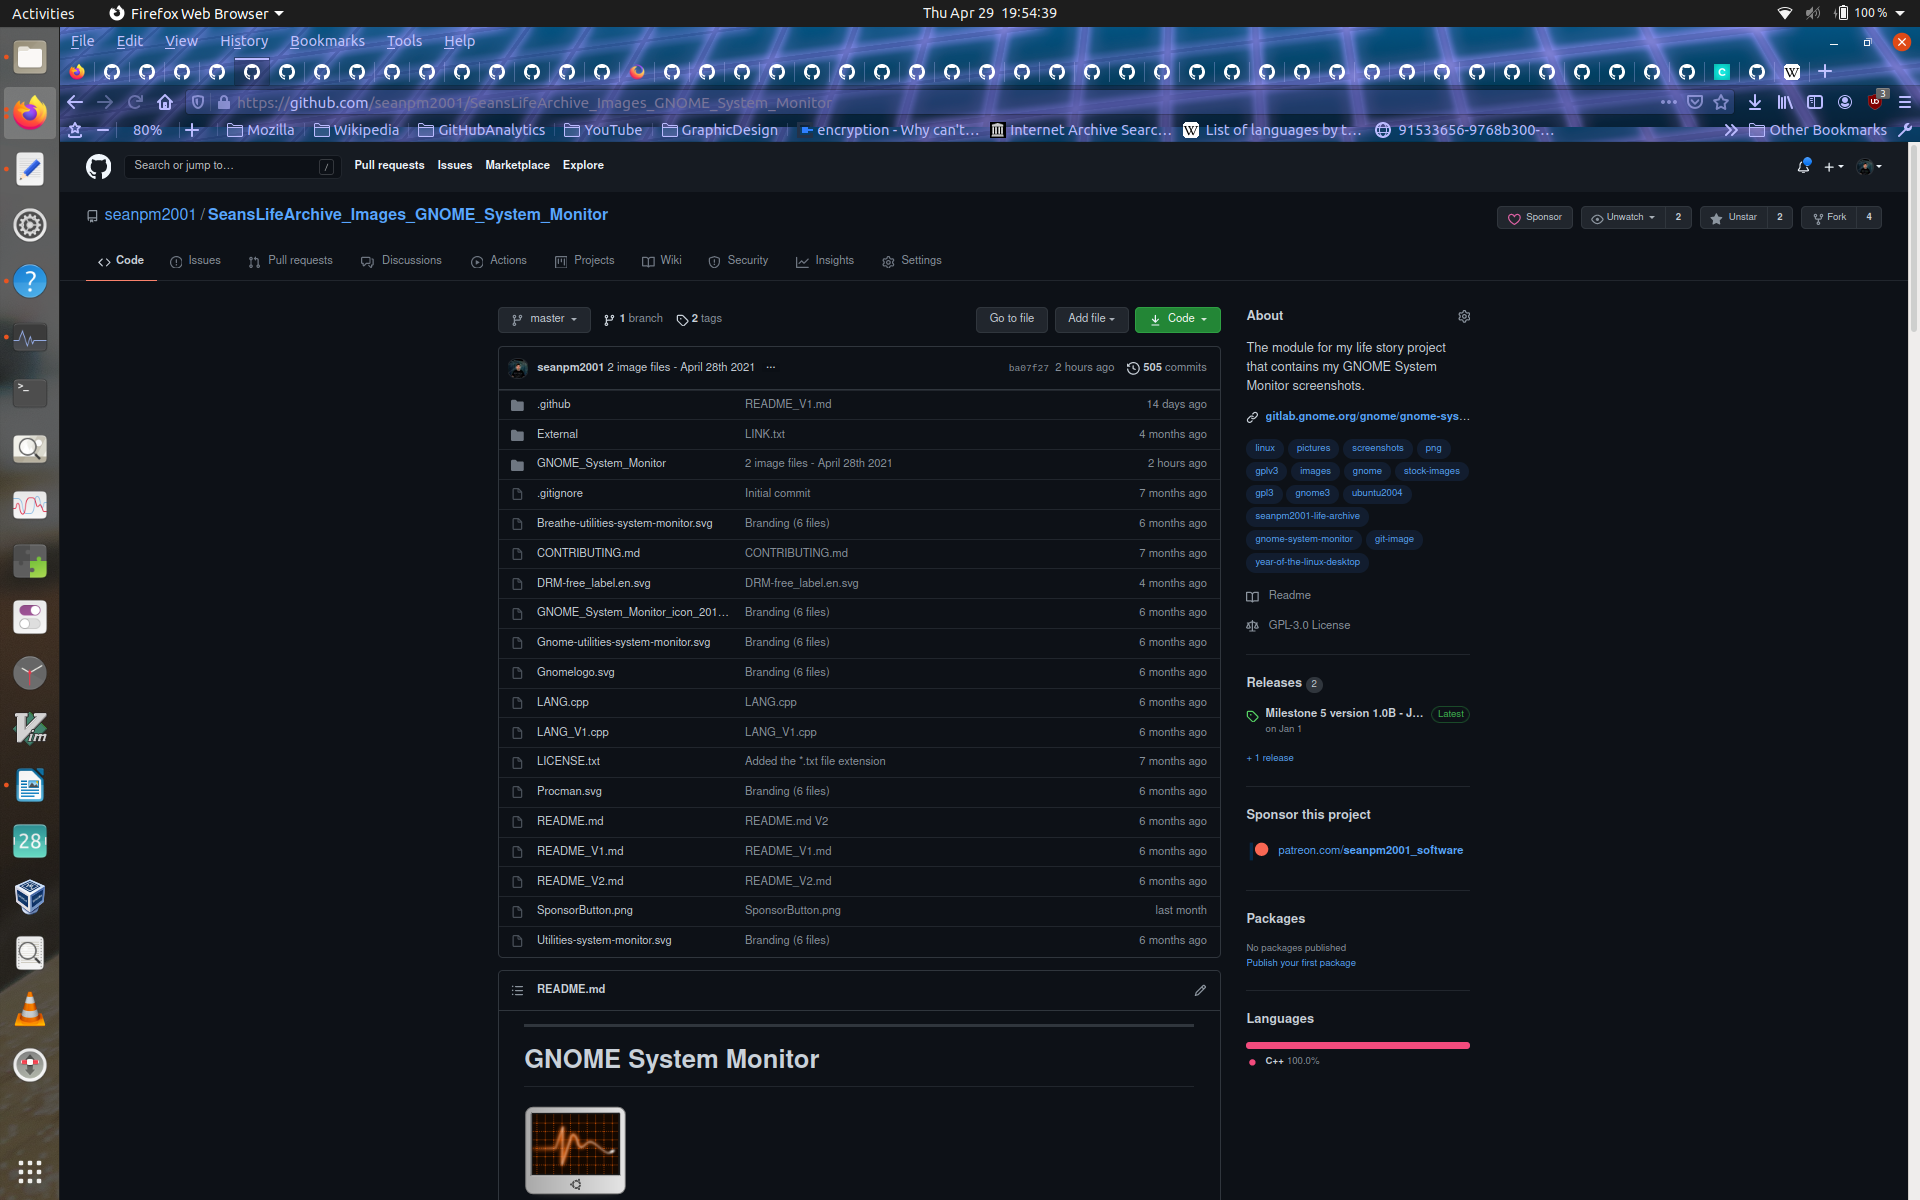 Activities
Firefox Web Browser
Thu Apr 29  19:54:39
100 %
File Edit View History Bookmarks Tools Help
https://github.com/seanpm2001/SeansLifeArchive_Images_GNOME_System_Monitor
3
80%
Mozilla
Wikipedia
GitHubAnalytics
YouTube
GraphicDesign
encryption - Why can't…
Internet Archive Searc…
List of languages by t…
91533656-9768b300-…
Other Bookmarks
Search or jump to…
/
Pull requests Issues Marketplace Explore
seanpm2001 / SeansLifeArchive_Images_GNOME_System_Monitor
Sponsor
Unwatch 2
Unstar 2
Fork 4
Code Issues Pull requests Discussions Actions Projects Wiki Security Insights Settings
master
1 branch
2 tags
Go to file
Add file
Code
seanpm2001 2 image files - April 28th 2021 ...
ba07f27 2 hours ago
505 commits
.github README_V1.md 14 days ago
External LINK.txt 4 months ago
GNOME_System_Monitor 2 image files - April 28th 2021 2 hours ago
.gitignore Initial commit 7 months ago
Breathe-utilities-system-monitor.svg Branding (6 files) 6 months ago
CONTRIBUTING.md CONTRIBUTING.md 7 months ago
DRM-free_label.en.svg DRM-free_label.en.svg 4 months ago
GNOME_System_Monitor_icon_201… Branding (6 files) 6 months ago
Gnome-utilities-system-monitor.svg Branding (6 files) 6 months ago
Gnomelogo.svg Branding (6 files) 6 months ago
LANG.cpp LANG.cpp 6 months ago
LANG_V1.cpp LANG_V1.cpp 6 months ago
LICENSE.txt Added the *.txt file extension 7 months ago
Procman.svg Branding (6 files) 6 months ago
README.md README.md V2 6 months ago
README_V1.md README_V1.md 6 months ago
README_V2.md README_V2.md 6 months ago
SponsorButton.png SponsorButton.png last month
Utilities-system-monitor.svg Branding (6 files) 6 months ago
README.md
GNOME System Monitor
About
The module for my life story project
that contains my GNOME System
Monitor screenshots.
gitlab.gnome.org/gnome/gnome-sys…
linux pictures screenshots png
gplv3 images gnome stock-images
gpl3 gnome3 ubuntu2004
seanpm2001-life-archive
gnome-system-monitor git-image
year-of-the-linux-desktop
Readme
GPL-3.0 License
Releases 2
Milestone 5 version 1.0B - J… Latest
on Jan 1
+ 1 release
Sponsor this project
patreon.com/seanpm2001_software
Packages
No packages published
Publish your first package
Languages
C++ 100.0%
28